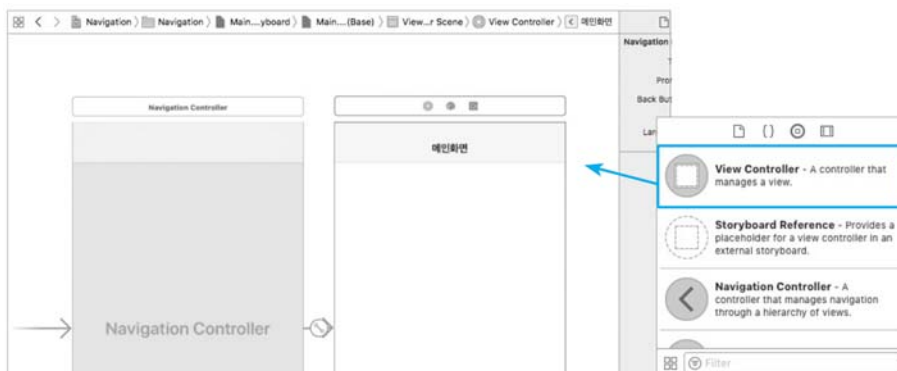 Navigation Navigation Main....yboard Main....(Base) View...r Scene View Controller 메인화면
Navigation
Back But
Navigation Controller
메인화면
Navigation Controller
View Controller - A controller that
manages a view.
Storyboard Reference - Provides a
placeholder for a view controller in an
external storyboard.
Navigation Controller - A
controller that manages navigation
through a hierarchy of views.
Filter